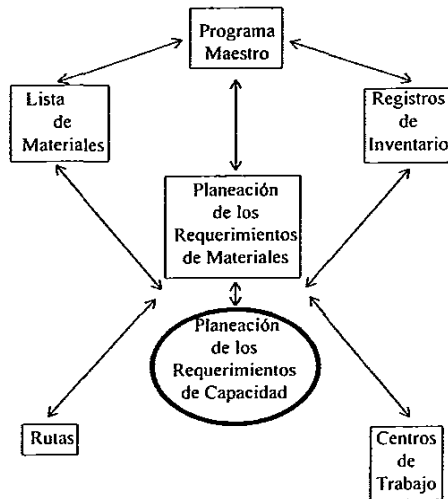 Programa
Maestro
Lista
de
Materiales
Registros
de
Inventario
Planeación
de los
Requerimientos
de Materiales
Planeación
de los
Requerimientos
de Capacidad
Rutas
Centros
de
Trabajo